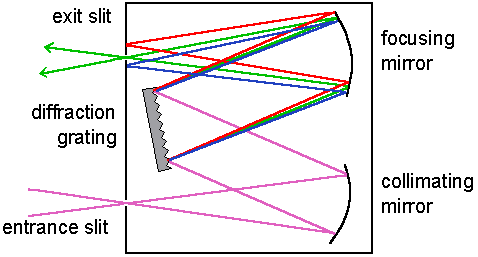 exit slit
focusing
mirror
diffraction
grating
collimating
mirror
entrance slit